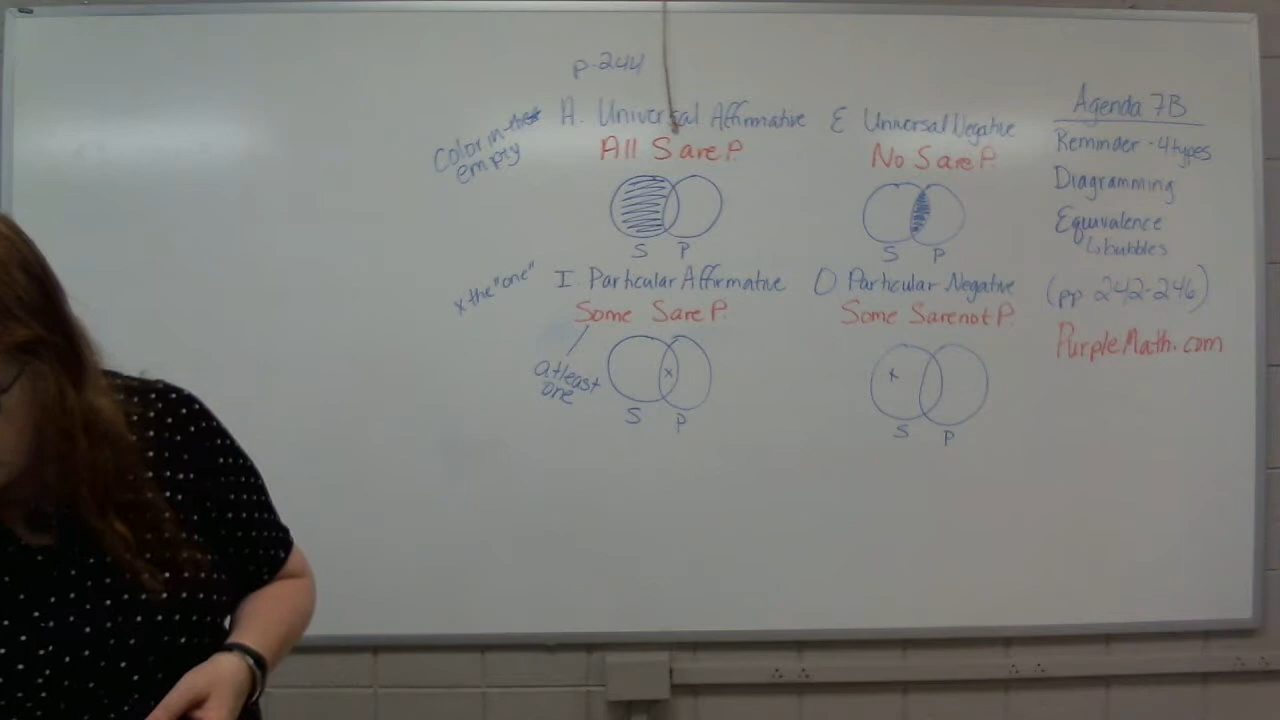 p-244
Color in the empty
A. Universal Affirmative
All S are P.
S P
E Universal Negative
No S are P.
S P
x the "one"
I Particular Affirmative
Some S are P.
at least
one
S P
O Particular Negative
Some S are not P.
S P
Agenda 7B
Reminder - 4 types
Diagramming
Equivalence
↳ bubbles
(pp 242-246)
PurpleMath.com